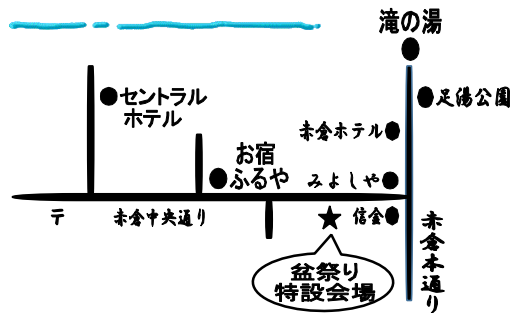 滝の湯
セントラル
ホテル
足湯公園
赤倉ホテル
お宿
ふるや
みよしや
〒
赤倉中央通り
信金
赤倉本通り
盆祭り
特設会場